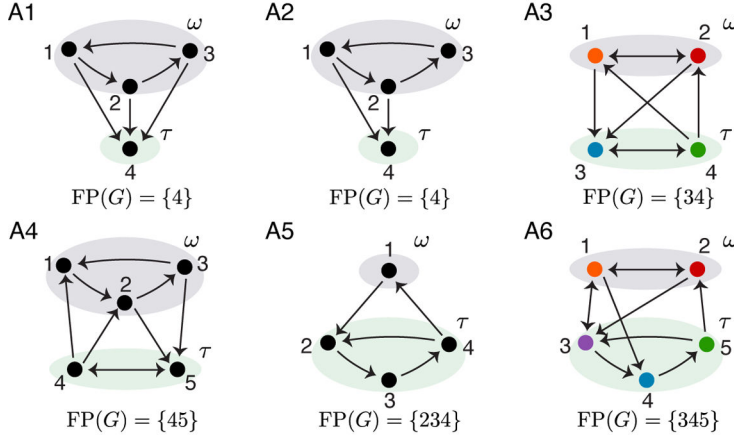 A1
ω
1
3
2
τ
4
FP(G) = {4}
A2
ω
1
3
2
τ
4
FP(G) = {4}
A3
1
2
ω
τ
3
4
FP(G) = {34}
A4
ω
1
3
2
τ
4
5
FP(G) = {45}
A5
1
ω
2
τ
4
3
FP(G) = {234}
A6
1
2
ω
τ
3
5
4
FP(G) = {345}